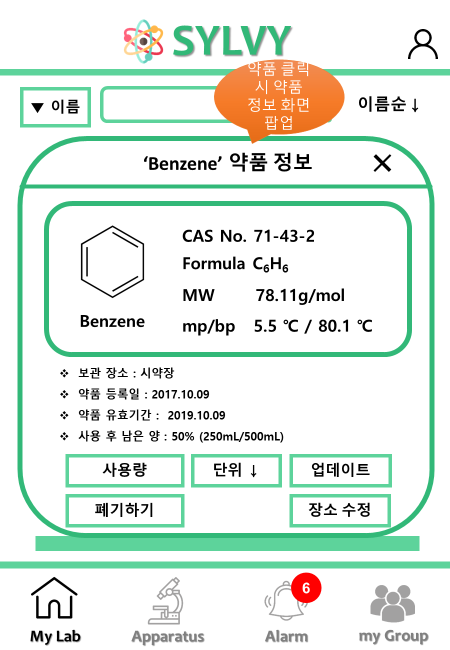 SYLVY
약품 클릭
시 약품
정보 화면
팝업
▼ 이름
이름순↓
‘Benzene’ 약품 정보
CAS No. 71-43-2
Formula C₆H₆
MW 78.11g/mol
mp/bp 5.5 ℃ / 80.1 ℃
Benzene
❖ 보관 장소 : 시약장
❖ 약품 등록일 : 2017.10.09
❖ 약품 유효기간 : 2019.10.09
❖ 사용 후 남은 양 : 50% (250mL/500mL)
사용량 단위 ↓ 업데이트
폐기하기 장소 수정
6
My Lab Apparatus Alarm my Group